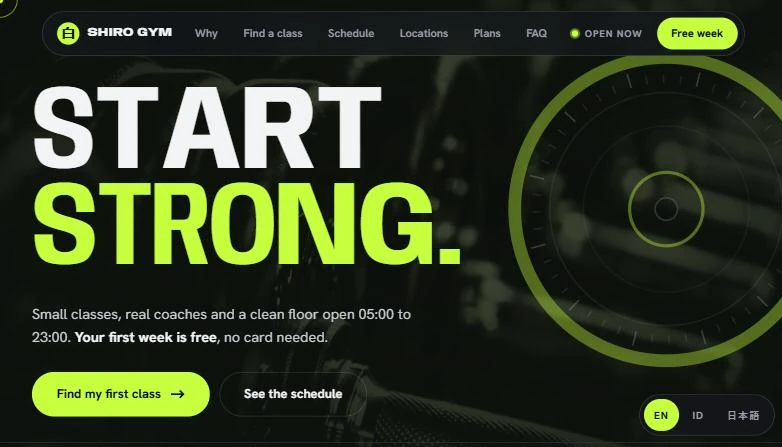 白 SHIRO GYM Why Find a class Schedule Locations Plans FAQ OPEN NOW Free week
START
STRONG.
Small classes, real coaches and a clean floor open 05:00 to
23:00. Your first week is free, no card needed.
Find my first class → See the schedule
EN ID 日本語